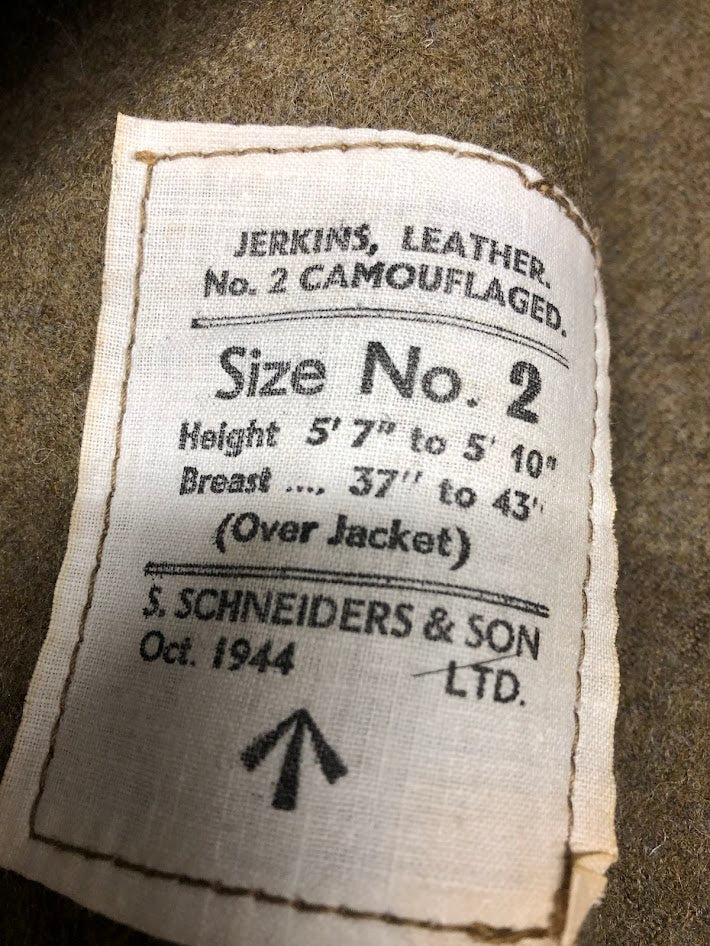 JERKINS, LEATHER.
No. 2 CAMOUFLAGED.
Size No. 2
Height 5' 7" to 5' 10"
Breast ..., 37" to 43"
(Over Jacket)
S. SCHNEIDERS & SON
Oct. 1944 LTD.